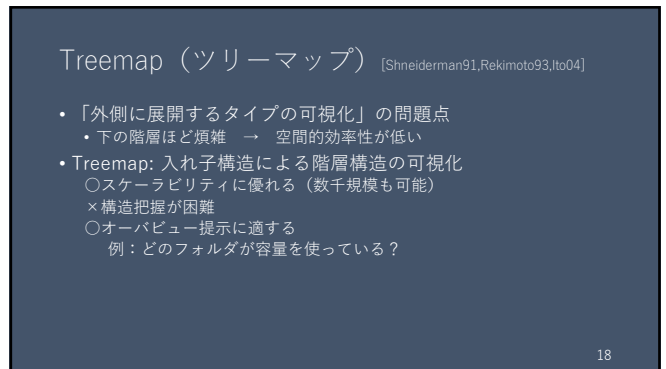 Treemap（ツリーマップ） [Shneiderman91,Rekimoto93,Ito04]
• 「外側に展開するタイプの可視化」の問題点
• 下の階層ほど煩雑　→　空間的効率性が低い
• Treemap: 入れ子構造による階層構造の可視化
○スケーラビリティに優れる（数千規模も可能）
×構造把握が困難
○オーバビュー提示に適する
例：どのフォルダが容量を使っている？
18